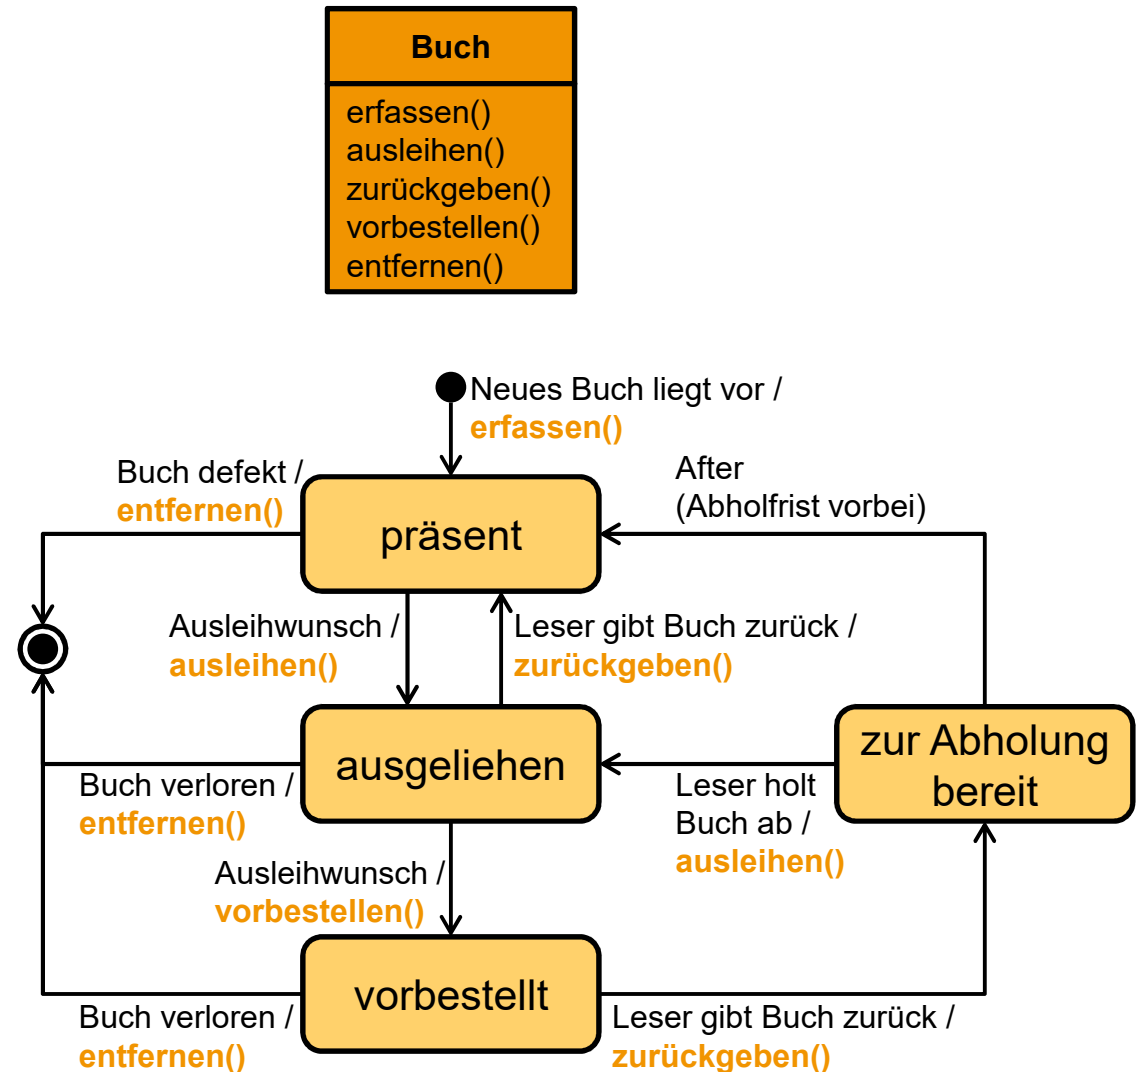 Buch
erfassen()
ausleihen()
zurückgeben()
vorbestellen()
entfernen()
Neues Buch liegt vor /
erfassen()
Buch defekt /
entfernen()
After
(Abholfrist vorbei)
präsent
Ausleihwunsch /
ausleihen()
Leser gibt Buch zurück /
zurückgeben()
ausgeliehen
zur Abholung
bereit
Buch verloren /
entfernen()
Leser holt
Buch ab /
ausleihen()
Ausleihwunsch /
vorbestellen()
vorbestellt
Buch verloren /
entfernen()
Leser gibt Buch zurück /
zurückgeben()